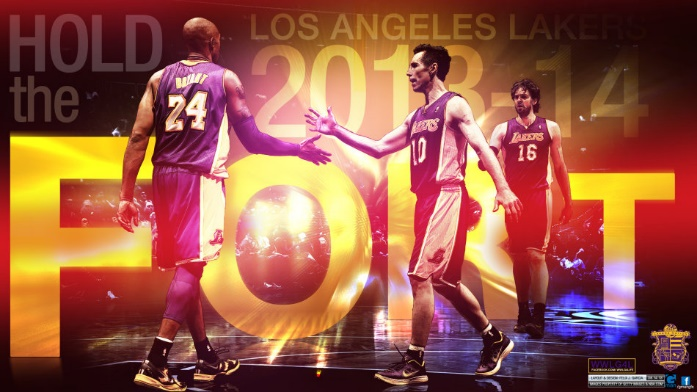 HOLD
the
FORT
LOS ANGELES LAKERS
2013-14
BRYANT
24
LAKERS
10
LAKERS
16